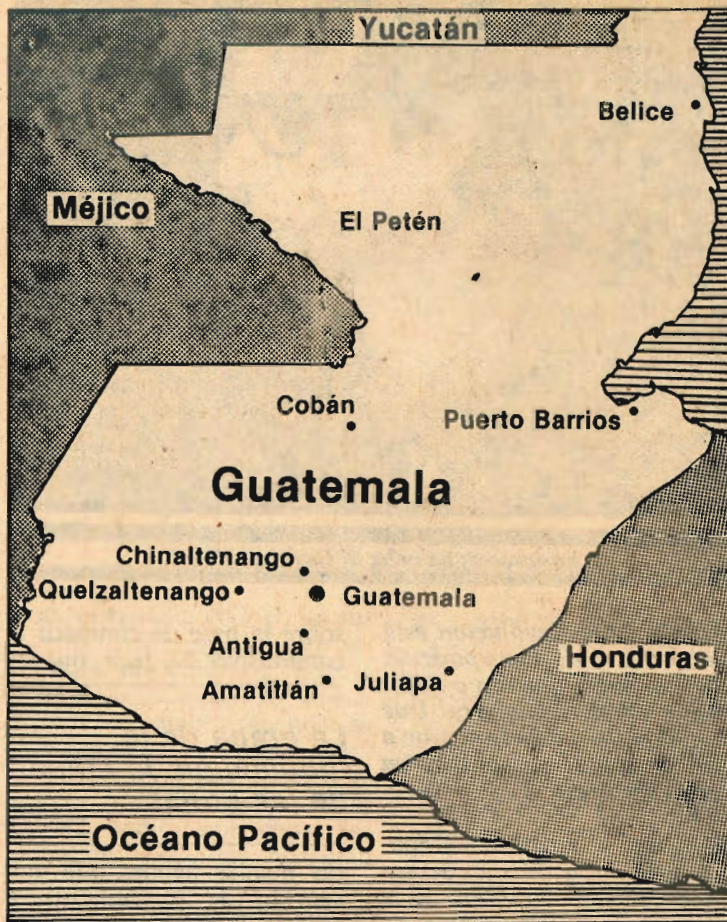 Yucatán
Belice
Méjico
El Petén
Cobán
Puerto Barrios
Guatemala
Chinaltenango
Quelzaltenango
Guatemala
Antigua
Honduras
Amatitlán
Juliapa
Océano Pacífico